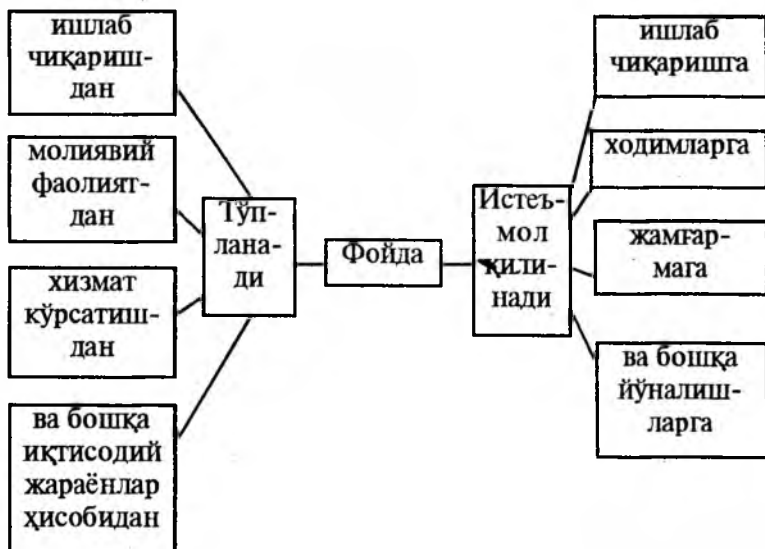 ишлаб
чиқариш-
дан
молиявий
фаолият-
дан
хизмат
кўрсатиш-
дан
ва бошқа
иқтисодий
жараёнлар
ҳисобидан
Тўп-
лана-
ди
Фойда
Истеъ-
мол
қили-
нади
ишлаб
чиқаришга
ходимларга
жамғар-
мага
ва бошқа
йўналиш-
ларга